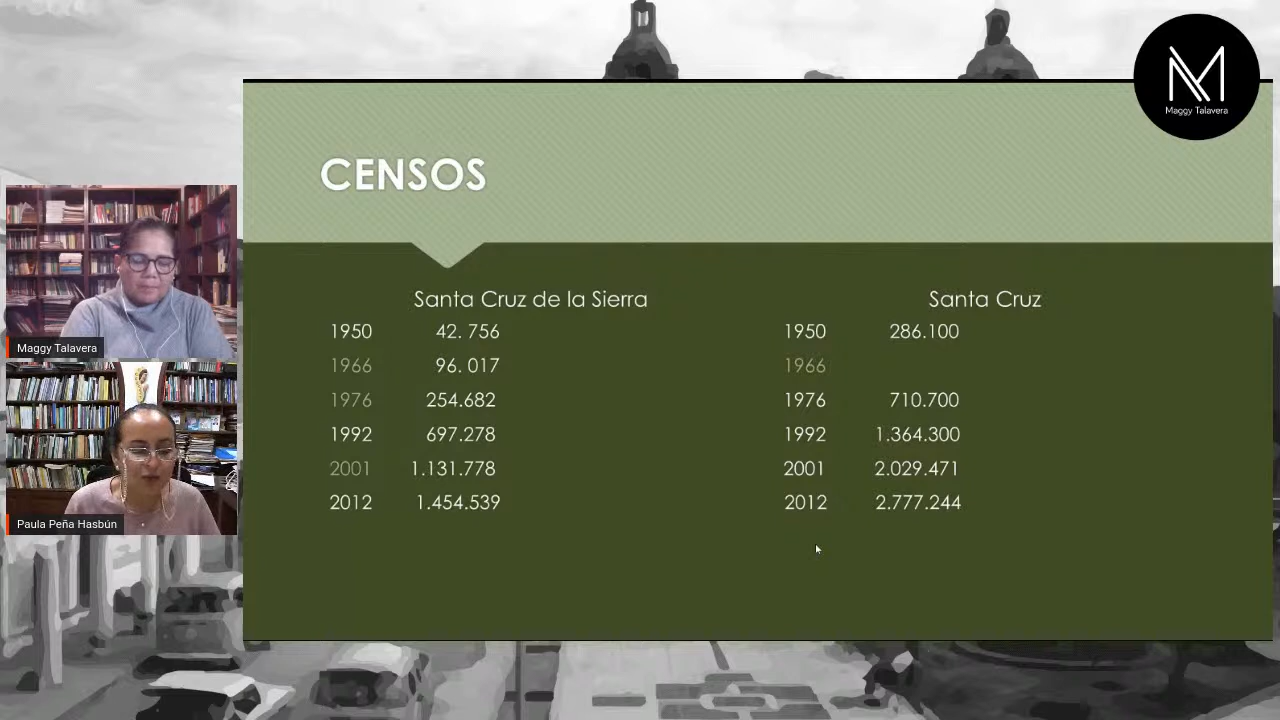 Maggy Talavera
CENSOS
Santa Cruz de la Sierra
1950 42. 756
1966 96. 017
1976 254.682
1992 697.278
2001 1.131.778
2012 1.454.539
Santa Cruz
1950 286.100
1966
1976 710.700
1992 1.364.300
2001 2.029.471
2012 2.777.244
Maggy Talavera
Paula Peña Hasbún